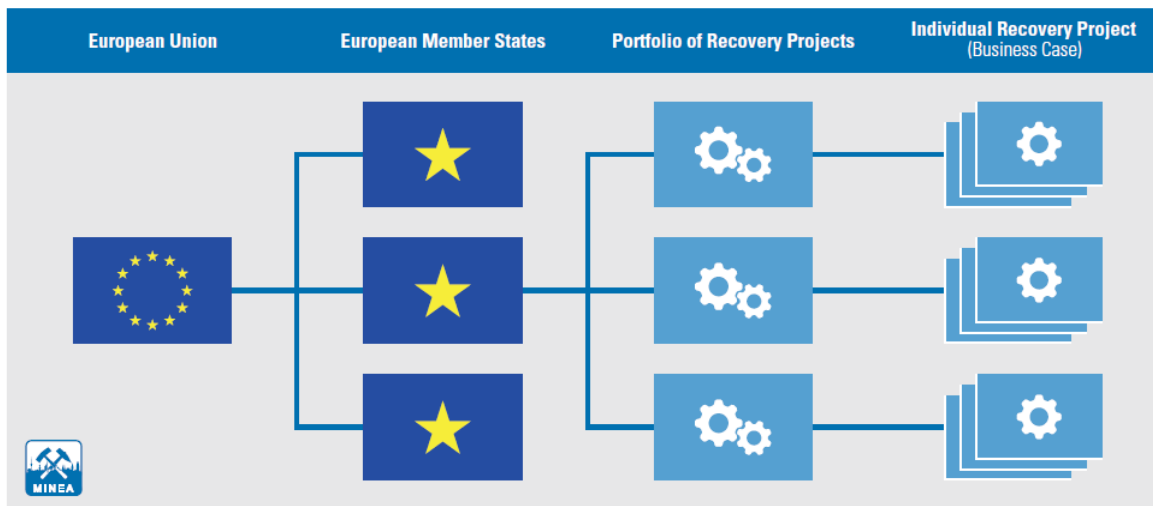 European Union
European Member States
Portfolio of Recovery Projects
Individual Recovery Project
(Business Case)
MINEA